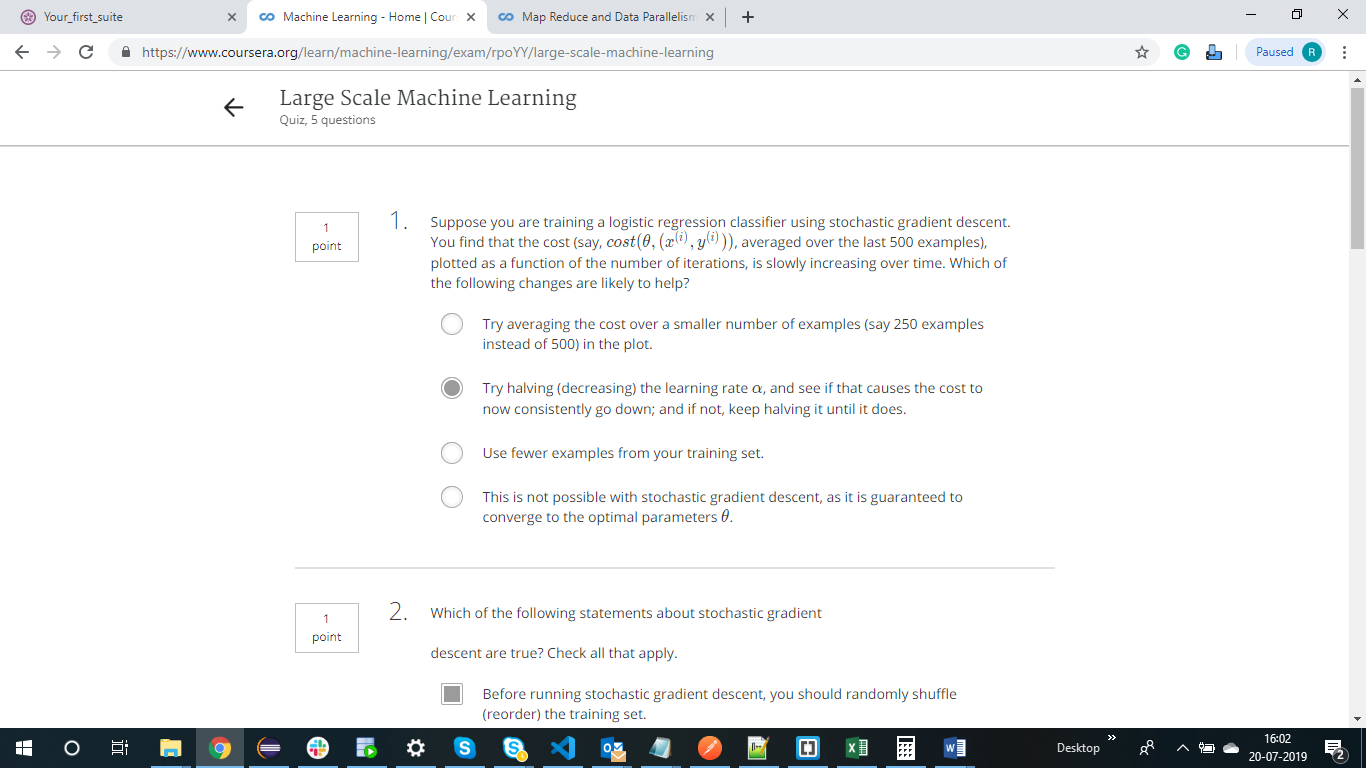 Your_first_suite
Machine Learning - Home | Cour
Map Reduce and Data Parallelism
https://www.coursera.org/learn/machine-learning/exam/rpoYY/large-scale-machine-learning
Paused R
Large Scale Machine Learning
Quiz, 5 questions
1 point
1. Suppose you are training a logistic regression classifier using stochastic gradient descent.
You find that the cost (say, cost(θ, (x^(i), y^(i))), averaged over the last 500 examples),
plotted as a function of the number of iterations, is slowly increasing over time. Which of
the following changes are likely to help?
Try averaging the cost over a smaller number of examples (say 250 examples
instead of 500) in the plot.
Try halving (decreasing) the learning rate α, and see if that causes the cost to
now consistently go down; and if not, keep halving it until it does.
Use fewer examples from your training set.
This is not possible with stochastic gradient descent, as it is guaranteed to
converge to the optimal parameters θ.
1 point
2. Which of the following statements about stochastic gradient
descent are true? Check all that apply.
Before running stochastic gradient descent, you should randomly shuffle
(reorder) the training set.
Desktop
16:02
20-07-2019
2